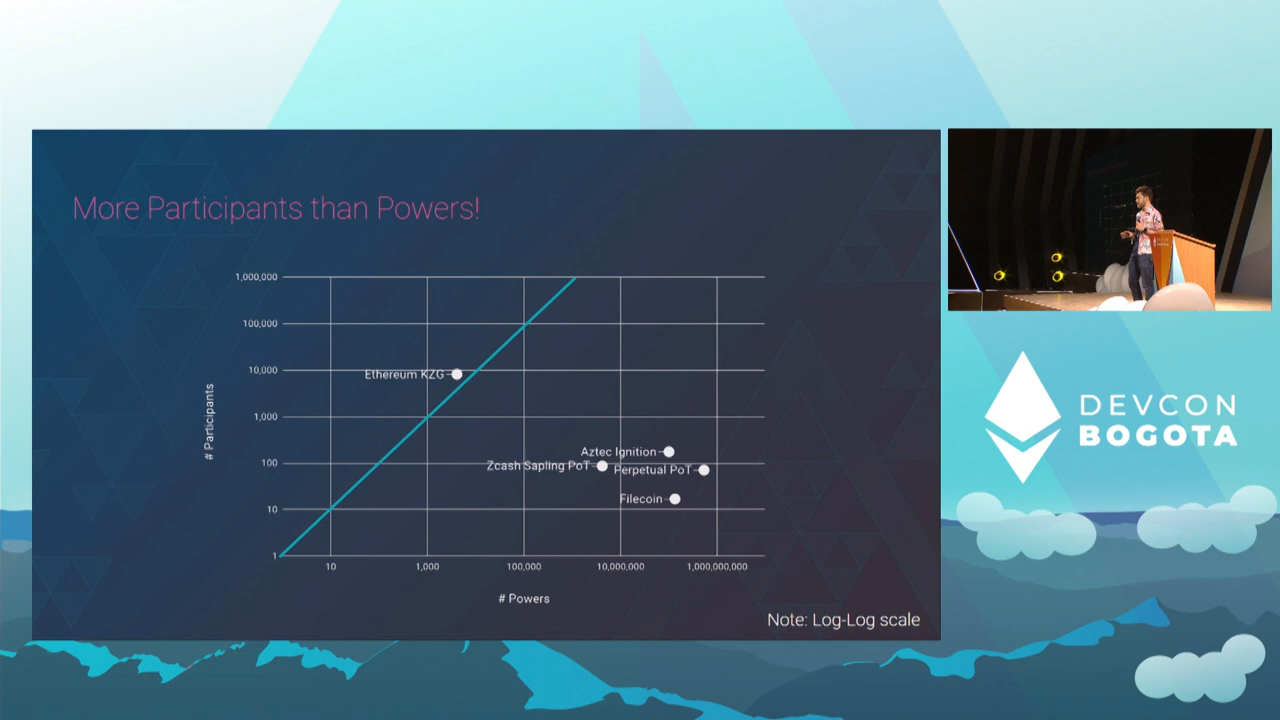 More Participants than Powers!
1,000,000
100,000
10,000
1,000
100
10
1
# Participants
Ethereum KZG
Aztec Ignition
Zcash Sapling PoT
Perpetual PoT
Filecoin
10
1,000
100,000
10,000,000
1,000,000,000
# Powers
Note: Log-Log scale
DEVCON
BOGOTA